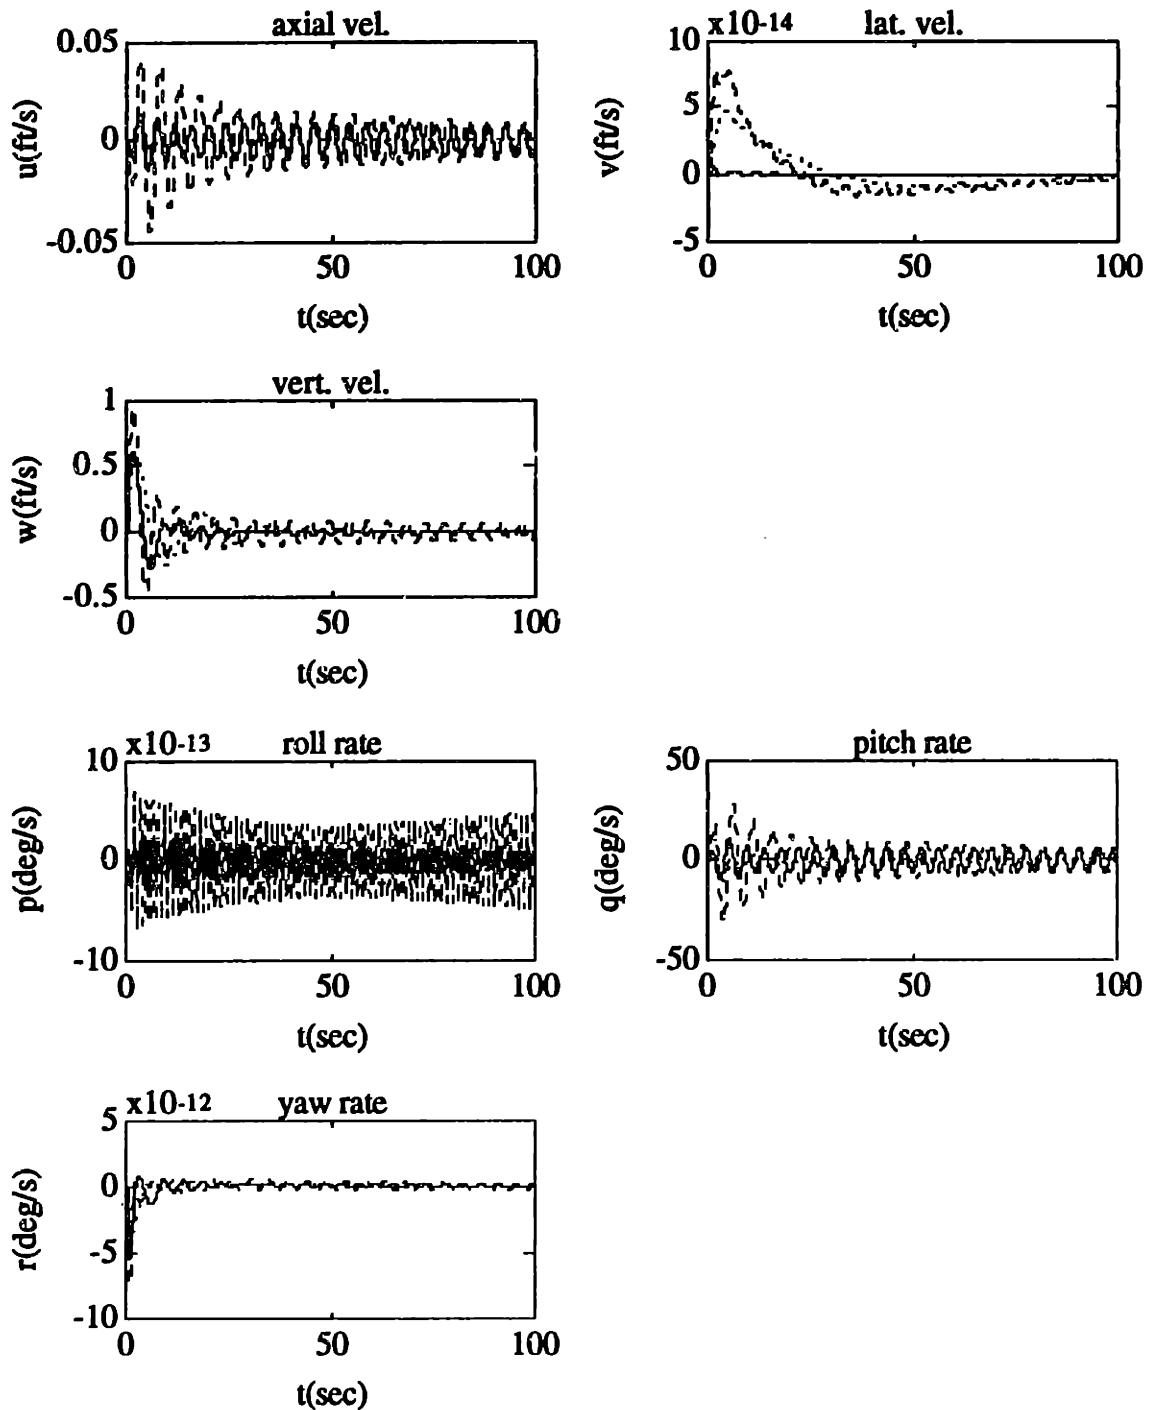 axial vel.
0.05
0
-0.05
u(ft/s)
0 50 100
t(sec)
x10-14 lat. vel.
10
5
0
-5
v(ft/s)
0 50 100
t(sec)
vert. vel.
1
0.5
0
-0.5
w(ft/s)
0 50 100
t(sec)
x10-13 roll rate
10
0
-10
p(deg/s)
0 50 100
t(sec)
pitch rate
50
0
-50
q(deg/s)
0 50 100
t(sec)
x10-12 yaw rate
5
0
-5
-10
r(deg/s)
0 50 100
t(sec)